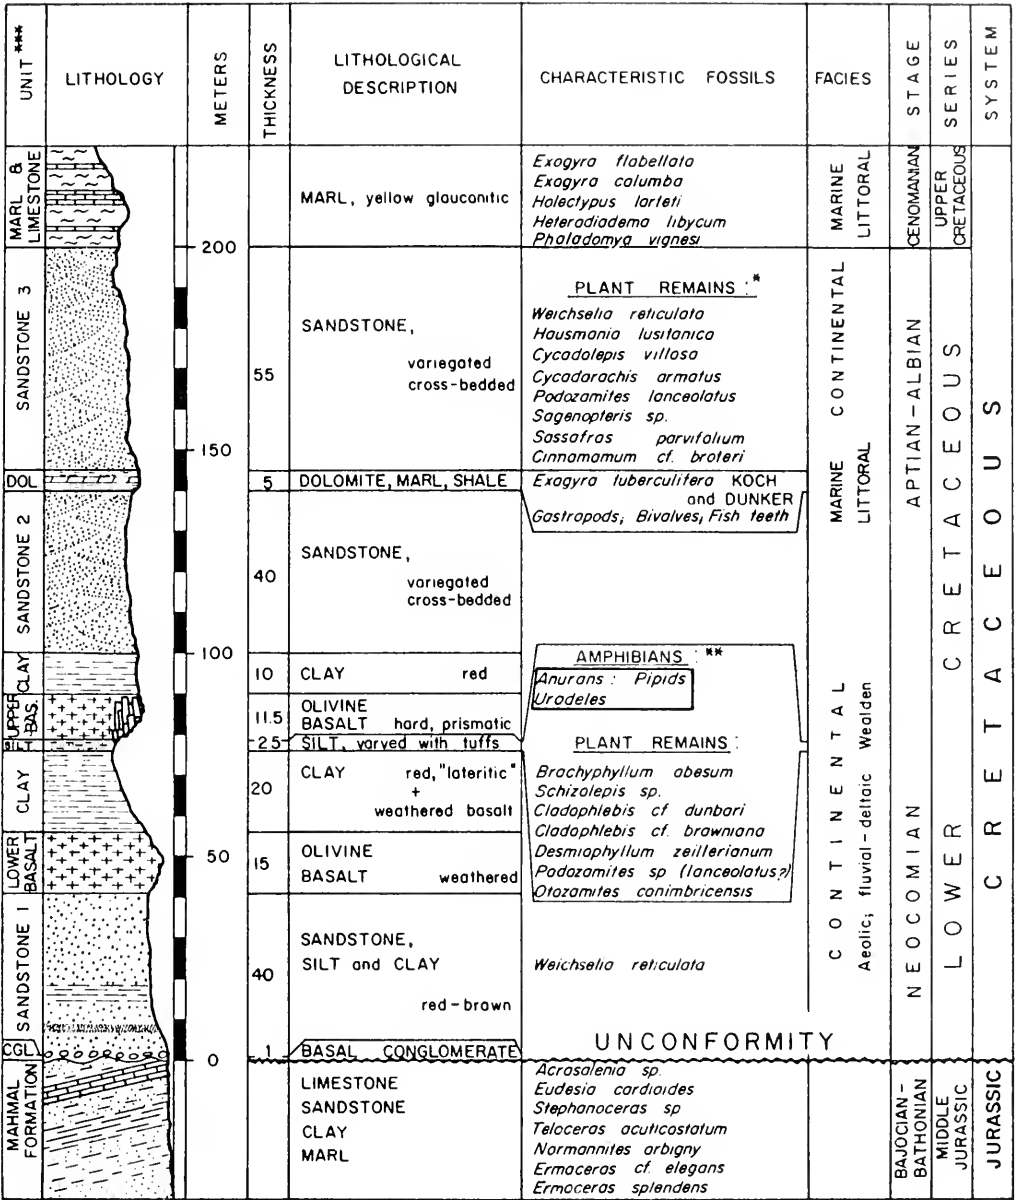 UNIT ***
LITHOLOGY
METERS
THICKNESS
LITHOLOGICAL
DESCRIPTION
CHARACTERISTIC FOSSILS
FACIES
STAGE
SERIES
SYSTEM
MARL &
LIMESTONE
MARL, yellow glauconitic
Exogyra flabellata
Exogyra columba
Holectypus larteti
Heterodiadema libycum
Pholadomya vignesi
MARINE
LITTORAL
CENOMANIAN
UPPER
CRETACEOUS
200
SANDSTONE 3
55
SANDSTONE,
variegated
cross-bedded
PLANT REMAINS : *
Weichselia reticulata
Hausmania lusitanica
Cycadolepis villosa
Cycadorachis armatus
Podozamites lanceolatus
Sagenopteris sp.
Sassafras parvifolium
Cinnamomum cf. broteri
CONTINENTAL
150
DOL
5
DOLOMITE, MARL, SHALE
Exogyra tuberculifera KOCH
and DUNKER
Gastropods, Bivalves, Fish teeth
MARINE
LITTORAL
APTIAN-ALBIAN
SANDSTONE 2
40
SANDSTONE,
variegated
cross-bedded
100
CLAY
10
CLAY red
AMPHIBIANS : **
Anurans : Pipids
Urodeles
UPPER
BAS.
11.5
OLIVINE
BASALT hard, prismatic
SILT
2.5
SILT, varved with tuffs
PLANT REMAINS :
CLAY
20
CLAY red, "lateritic"
+
weathered basalt
Brachyphyllum obesum
Schizolepis sp.
Cladophlebis cf dunbari
Cladophlebis cf. browniana
Desmiophyllum zeillerianum
Podozamites sp (lanceolatus?)
Otozamites conimbricensis
LOWER
BASALT
50
15
OLIVINE
BASALT weathered
SANDSTONE 1
40
SANDSTONE,
SILT and CLAY
red-brown
Weichselia reticulata
CONTINENTAL
Aeolic; fluvial-deltaic Wealden
NEOCOMIAN
LOWER CRETACEOUS
CRETACEOUS
CGL
0
1
BASAL CONGLOMERATE
UNCONFORMITY
MAHMAL
FORMATION
LIMESTONE
SANDSTONE
CLAY
MARL
Acrosalenia sp.
Eudesia cardioides
Stephanoceras sp
Teloceras acuticostatum
Normannites orbigny
Ermoceras cf. elegans
Ermoceras splendens
BAJOCIAN-
BATHONIAN
MIDDLE
JURASSIC
JURASSIC